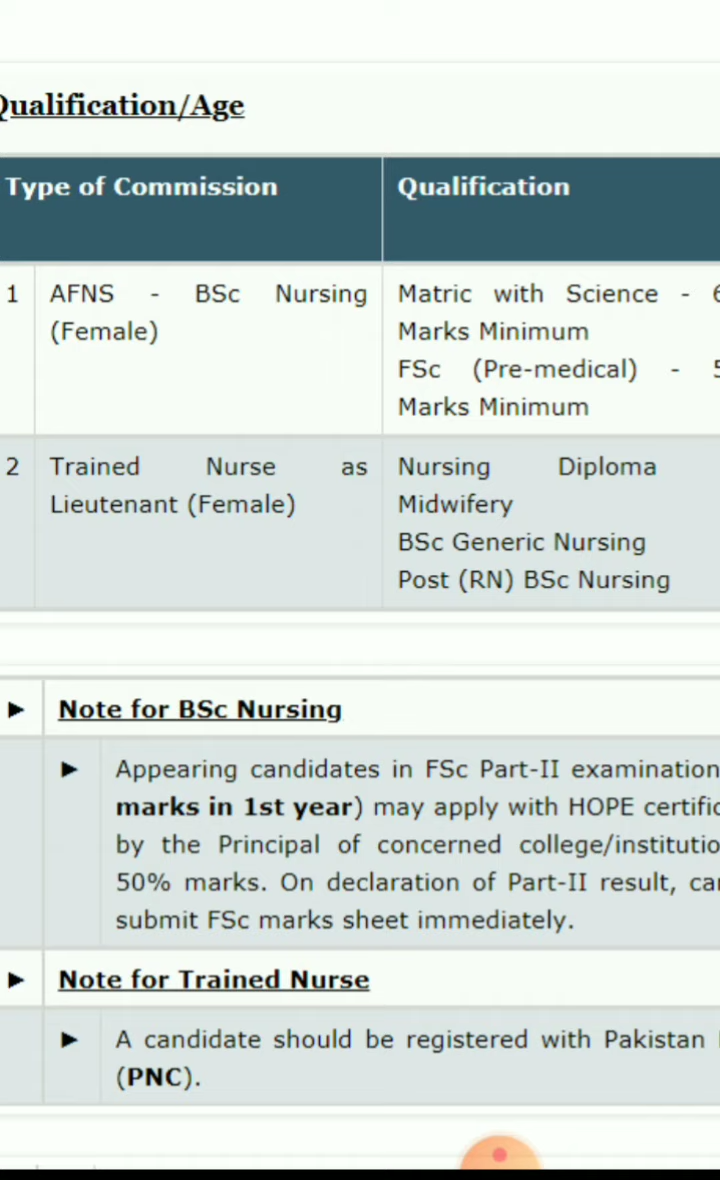 Qualification/Age
Type of Commission
Qualification
1 AFNS - BSc Nursing
(Female)
Matric with Science -
Marks Minimum
FSc (Pre-medical) -
Marks Minimum
2 Trained Nurse as
Lieutenant (Female)
Nursing Diploma
Midwifery
BSc Generic Nursing
Post (RN) BSc Nursing
► Note for BSc Nursing
► Appearing candidates in FSc Part-II examination
marks in 1st year) may apply with HOPE
by the Principal of concerned
50% marks. On declaration of Part-II result,
submit FSc marks sheet immediately.
► Note for Trained Nurse
► A candidate should be registered with Pakistan
(PNC).